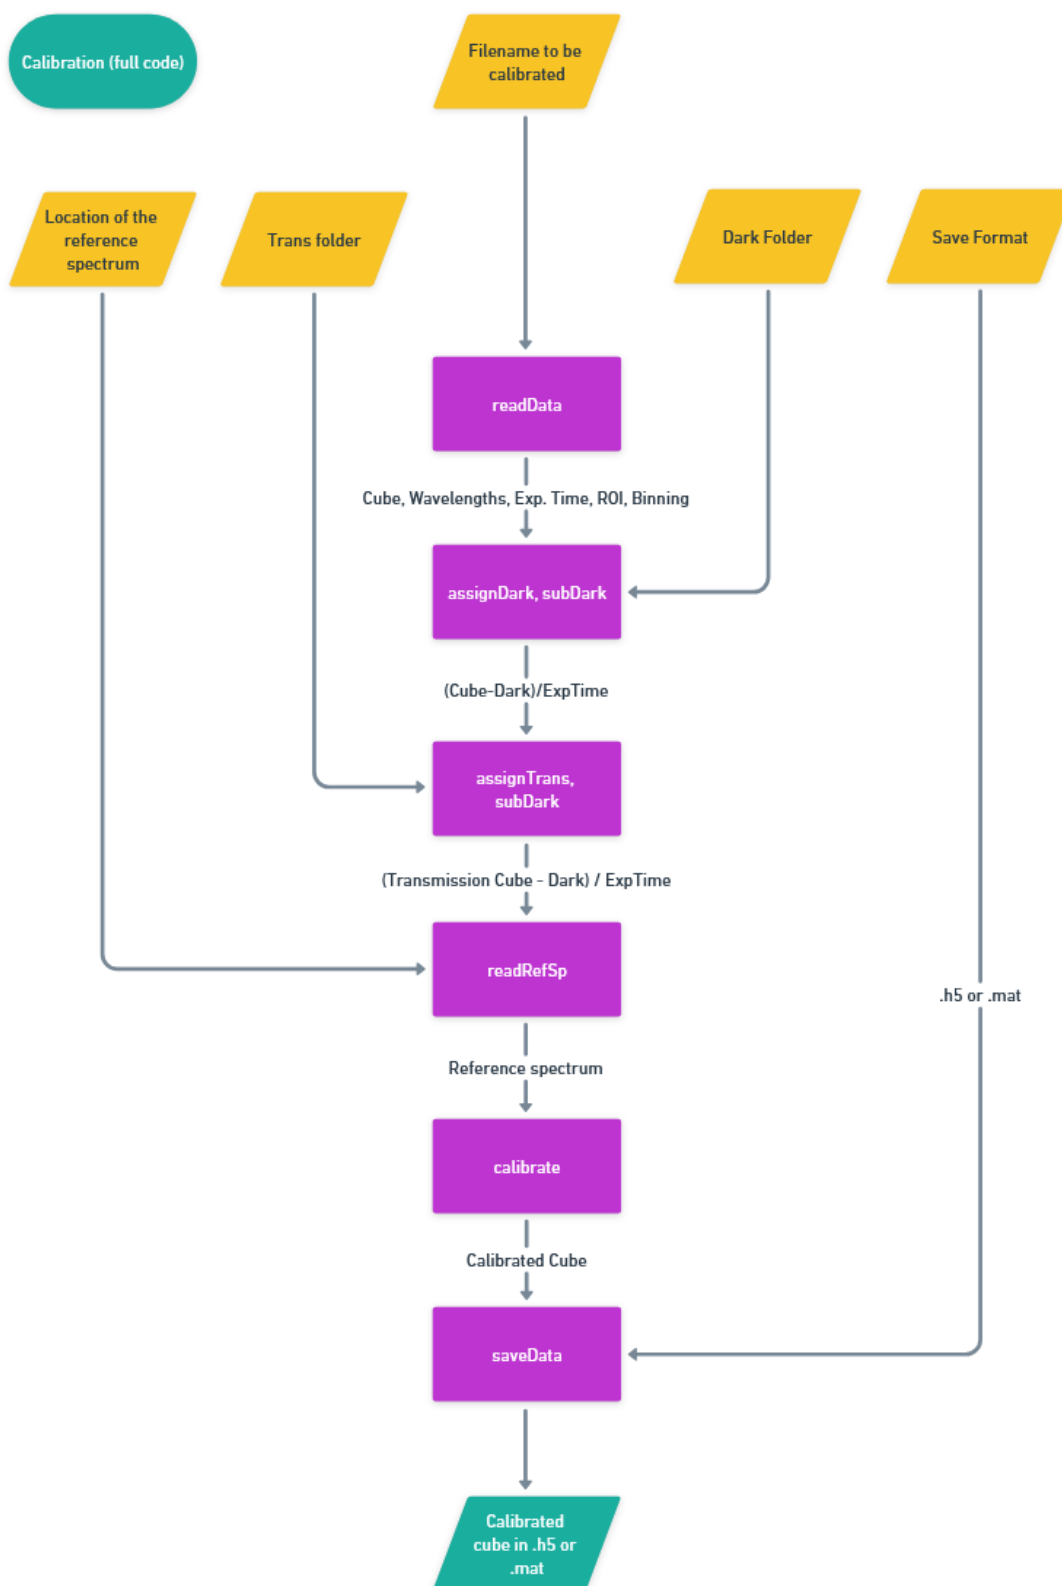 Calibration (full code)
Filename to be
calibrated
Location of the
reference
spectrum
Trans folder
Dark Folder
Save Format
readData
Cube, Wavelengths, Exp. Time, ROI, Binning
assignDark, subDark
(Cube-Dark)/ExpTime
assignTrans,
subDark
(Transmission Cube - Dark) / ExpTime
readRefSp
.h5 or .mat
Reference spectrum
calibrate
Calibrated Cube
saveData
Calibrated
cube in .h5 or
.mat